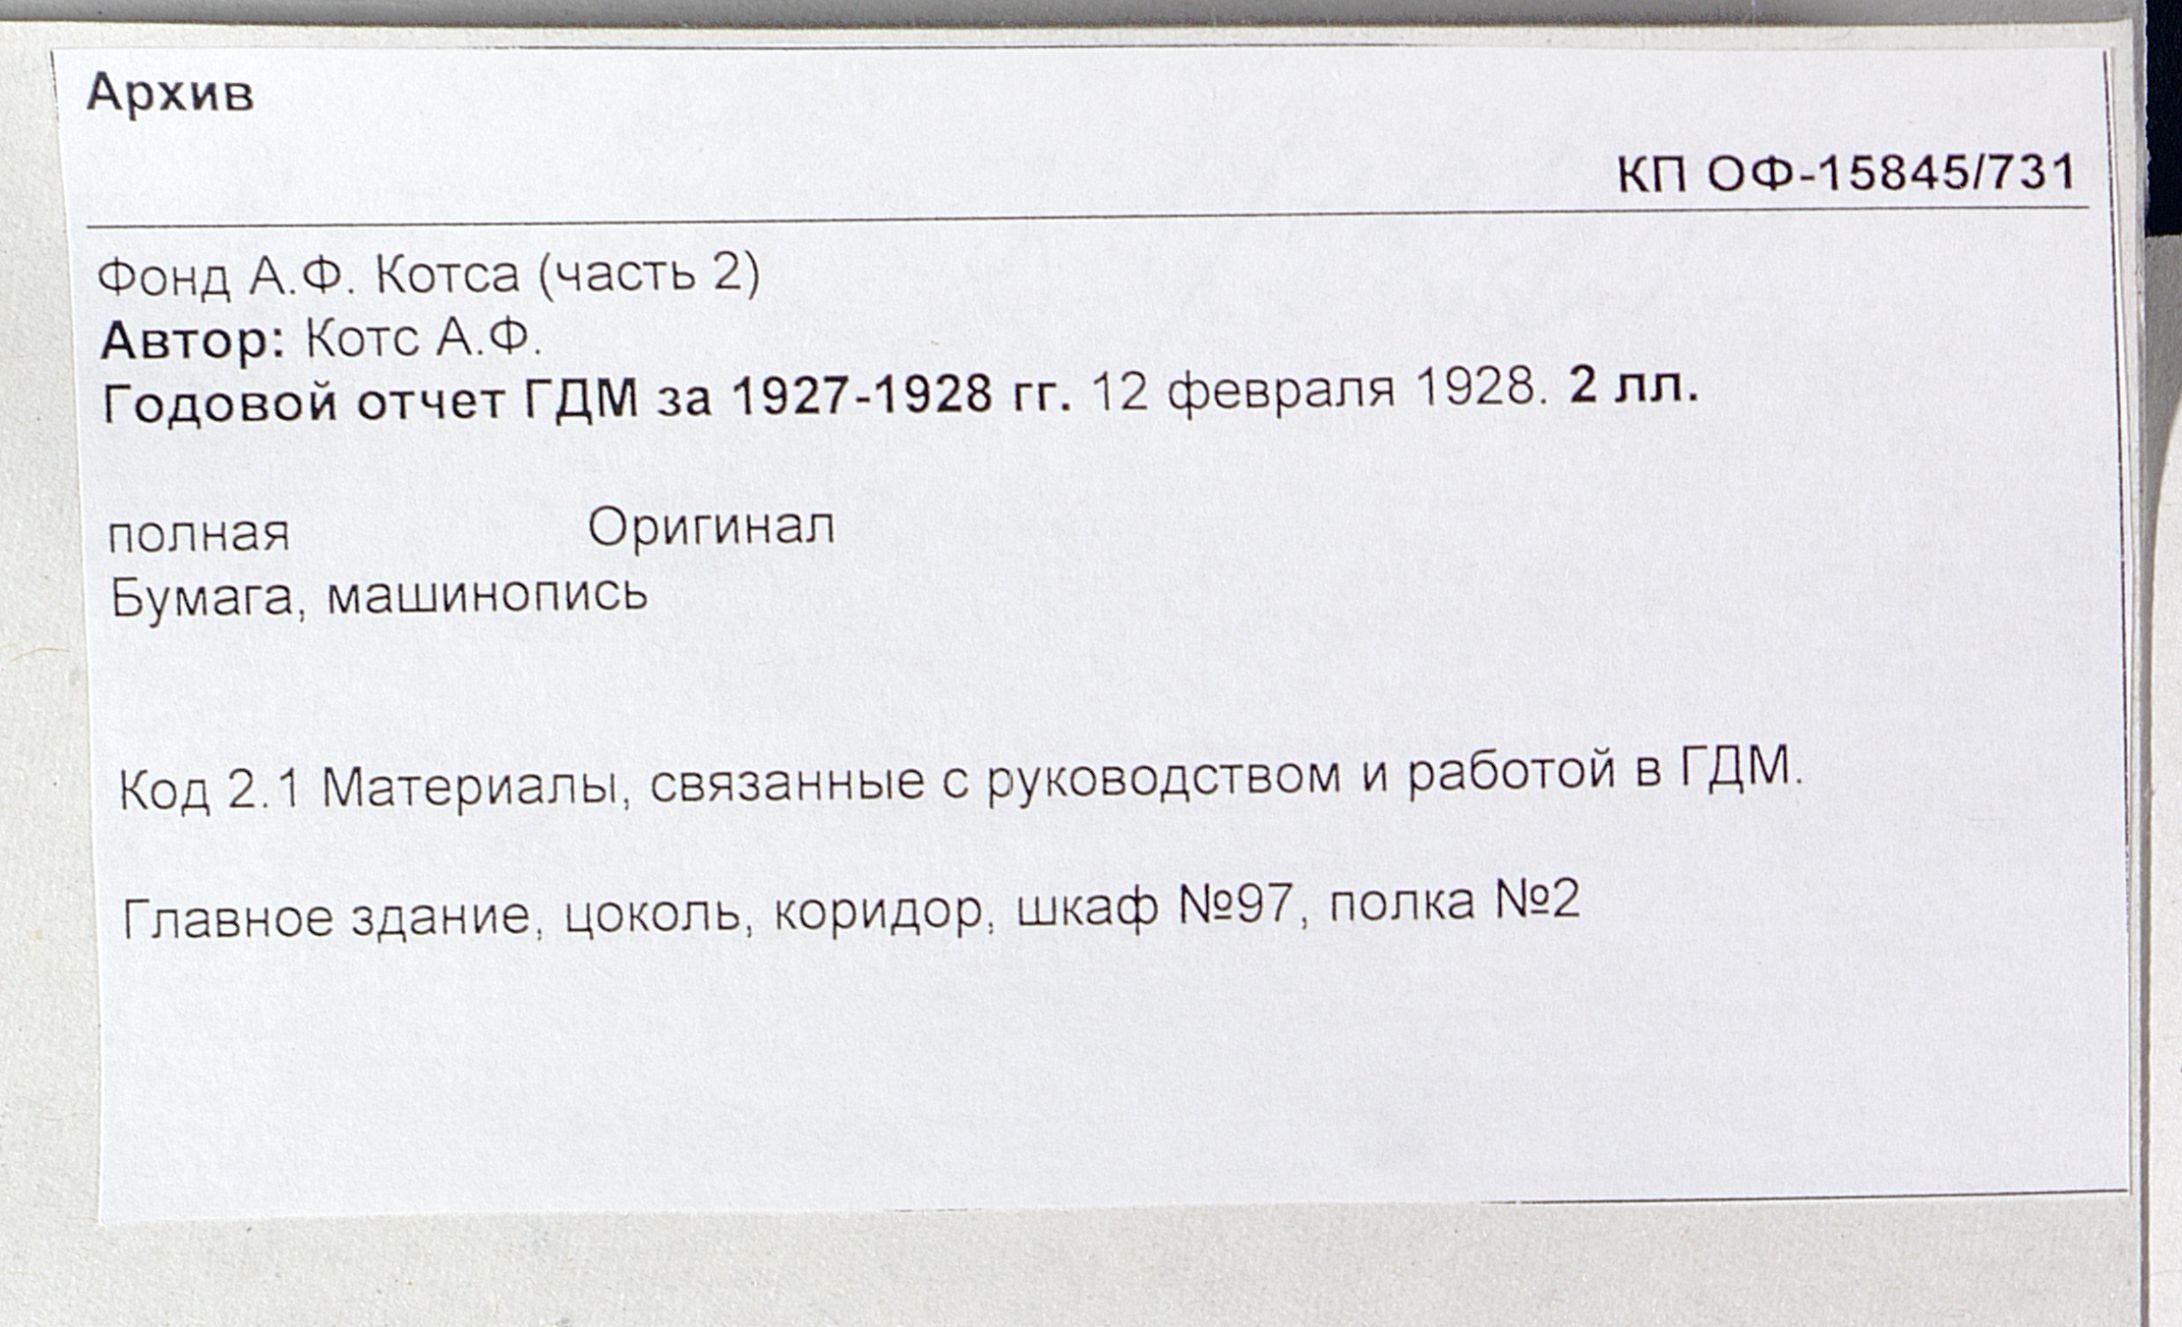 Архив
КП ОФ-15845/731
Фонд А.Ф. Котса (часть 2)
Автор: Котс А.Ф.
Годовой отчет ГДМ за 1927-1928 гг. 12 февраля 1928. 2 лл.
полная Оригинал
Бумага, машинопись
Код 2.1 Материалы, связанные с руководством и работой в ГДМ.
Главное здание, цоколь, коридор, шкаф №97, полка №2